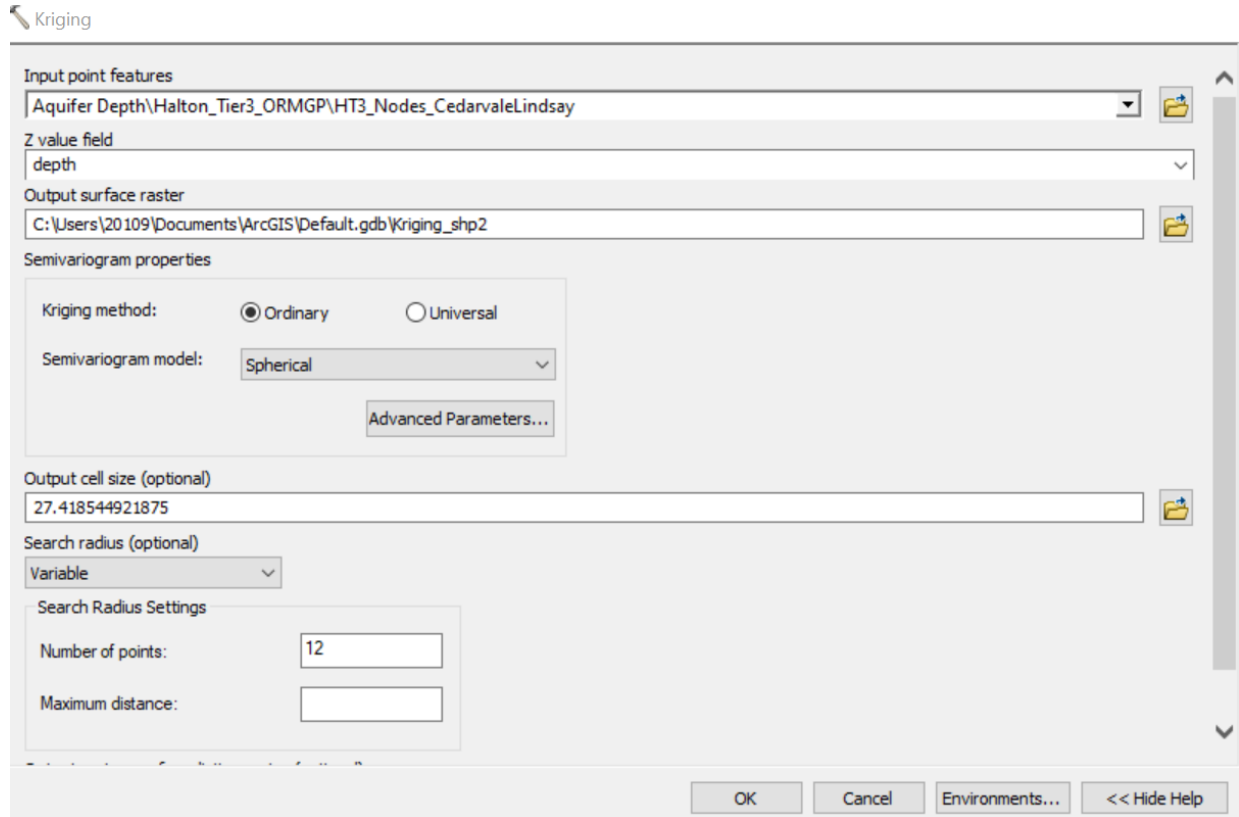 Kriging
Input point features
Aquifer Depth\Halton_Tier3_ORMGP\HT3_Nodes_CedarvaleLindsay
Z value field
depth
Output surface raster
C:\Users\20109\Documents\ArcGIS\Default.gdb\Kriging_shp2
Semivariogram properties
Kriging method: Ordinary Universal
Semivariogram model: Spherical
Advanced Parameters...
Output cell size (optional)
27.418544921875
Search radius (optional)
Variable
Search Radius Settings
Number of points: 12
Maximum distance:
OK Cancel Environments... << Hide Help